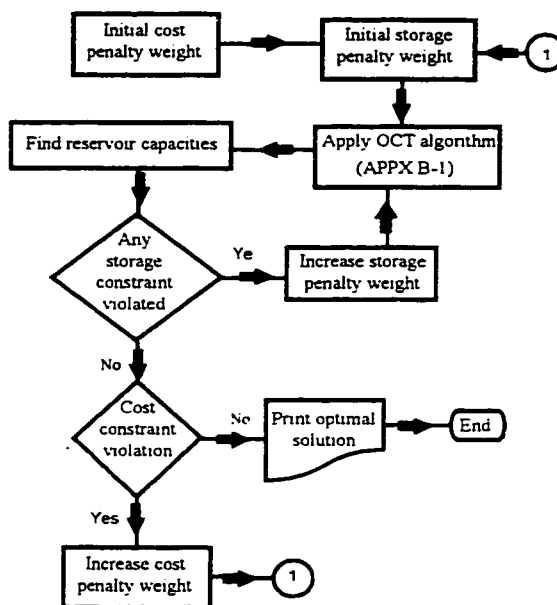 Initial cost
penalty weight
Initial storage
penalty weight
1
Find reservoir capacities
Apply OCT algorithm
(APPX B-1)
Any
storage
constraint
violated
Ye
Increase storage
penalty weight
No
Cost
constraint
violation
No
Print optimal
solution
End
Yes
Increase cost
penalty weight
1